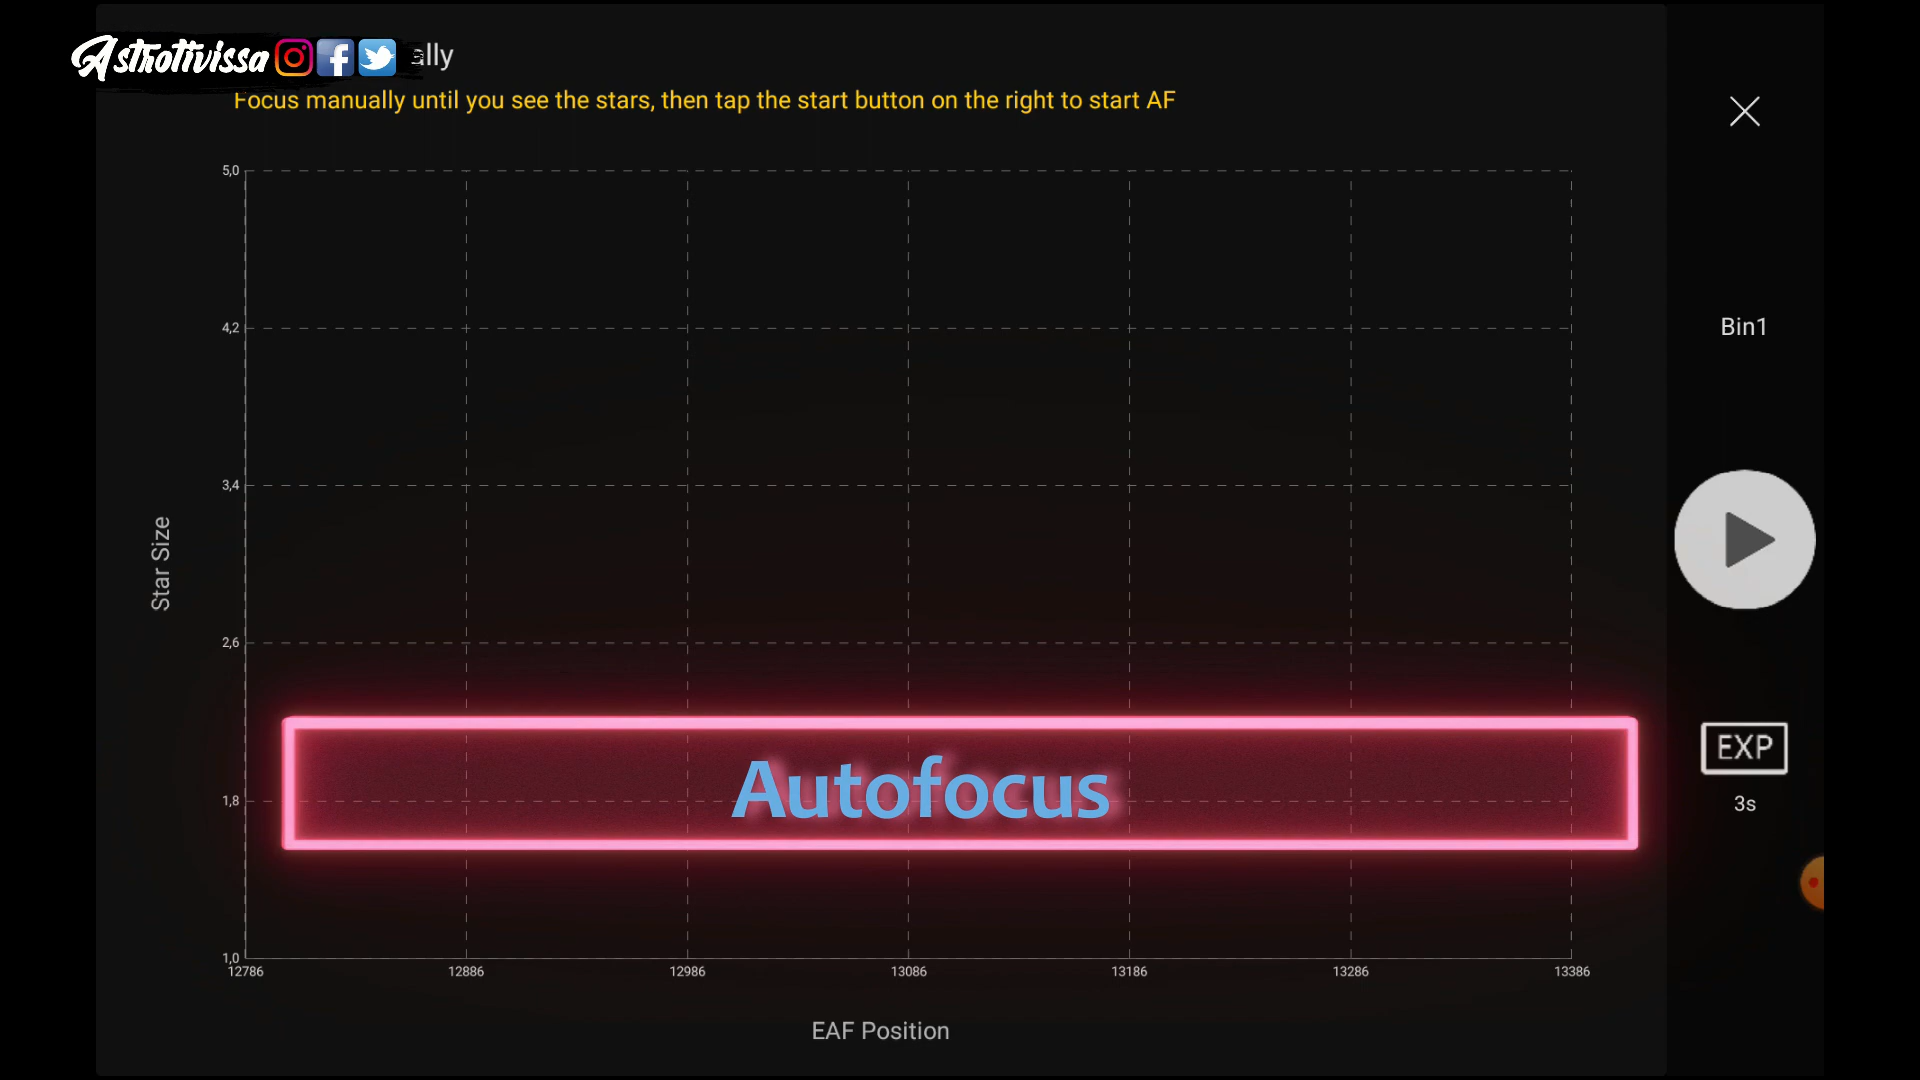 Astrotivissa
ally
Focus manually until you see the stars, then tap the start button on the right to start AF
5,0
4,2
Bin1
3,4
Star Size
2,6
EXP
Autofocus
1,8
3s
1,0
12786 12886 12986 13086 13186 13286 13386
EAF Position